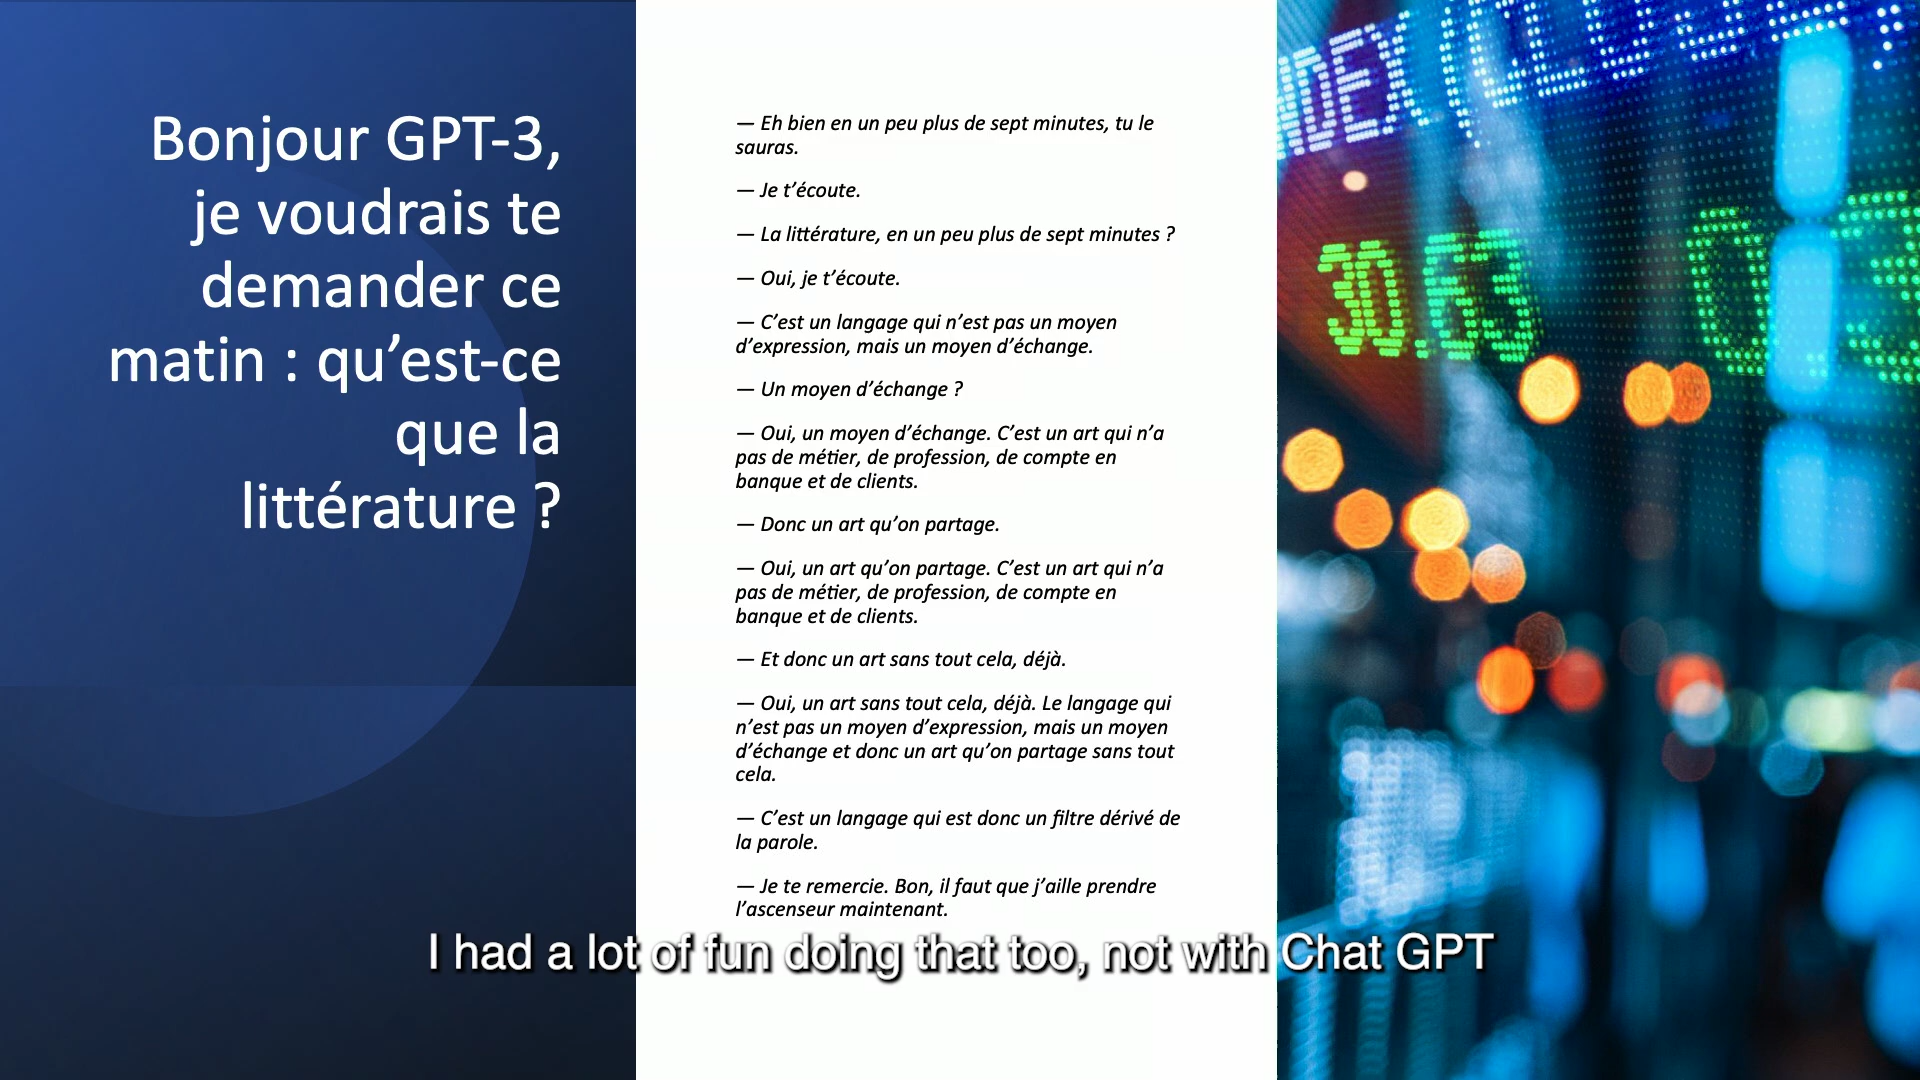 Bonjour GPT-3,
je voudrais te
demander ce
matin : qu’est-ce
que la
littérature ?
— Eh bien en un peu plus de sept minutes, tu le
sauras.
— Je t’écoute.
— La littérature, en un peu plus de sept minutes ?
— Oui, je t’écoute.
— C’est un langage qui n’est pas un moyen
d’expression, mais un moyen d’échange.
— Un moyen d’échange ?
— Oui, un moyen d’échange. C’est un art qui n’a
pas de métier, de profession, de compte en
banque et de clients.
— Donc un art qu’on partage.
— Oui, un art qu’on partage. C’est un art qui n’a
pas de métier, de profession, de compte en
banque et de clients.
— Et donc un art sans tout cela, déjà.
— Oui, un art sans tout cela, déjà. Le langage qui
n’est pas un moyen d’expression, mais un moyen
d’échange et donc un art qu’on partage sans tout
cela.
— C’est un langage qui est donc un filtre dérivé de
la parole.
— Je te remercie. Bon, il faut que j’aille prendre
l’ascenseur maintenant.
30.63
I had a lot of fun doing that too, not with Chat GPT